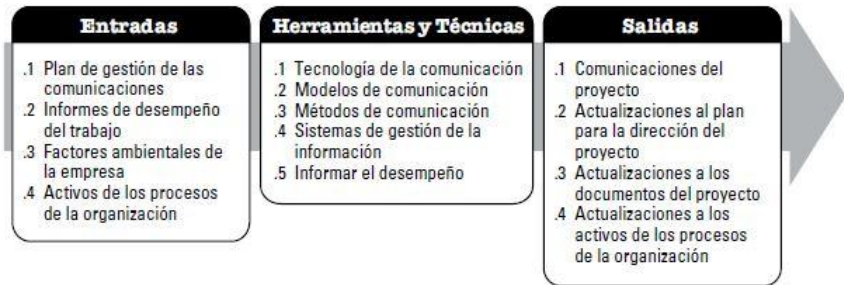 Entradas
.1 Plan de gestión de las
comunicaciones
.2 Informes de desempeño
del trabajo
.3 Factores ambientales de
la empresa
.4 Activos de los procesos
de la organización
Herramientas y Técnicas
.1 Tecnología de la comunicación
.2 Modelos de comunicación
.3 Métodos de comunicación
.4 Sistemas de gestión de la
información
.5 Informar el desempeño
Salidas
.1 Comunicaciones del
proyecto
.2 Actualizaciones al plan
para la dirección del
proyecto
.3 Actualizaciones a los
documentos del proyecto
.4 Actualizaciones a los
activos de los procesos
de la organización